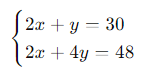 2x + y = 30
2x + 4y = 48